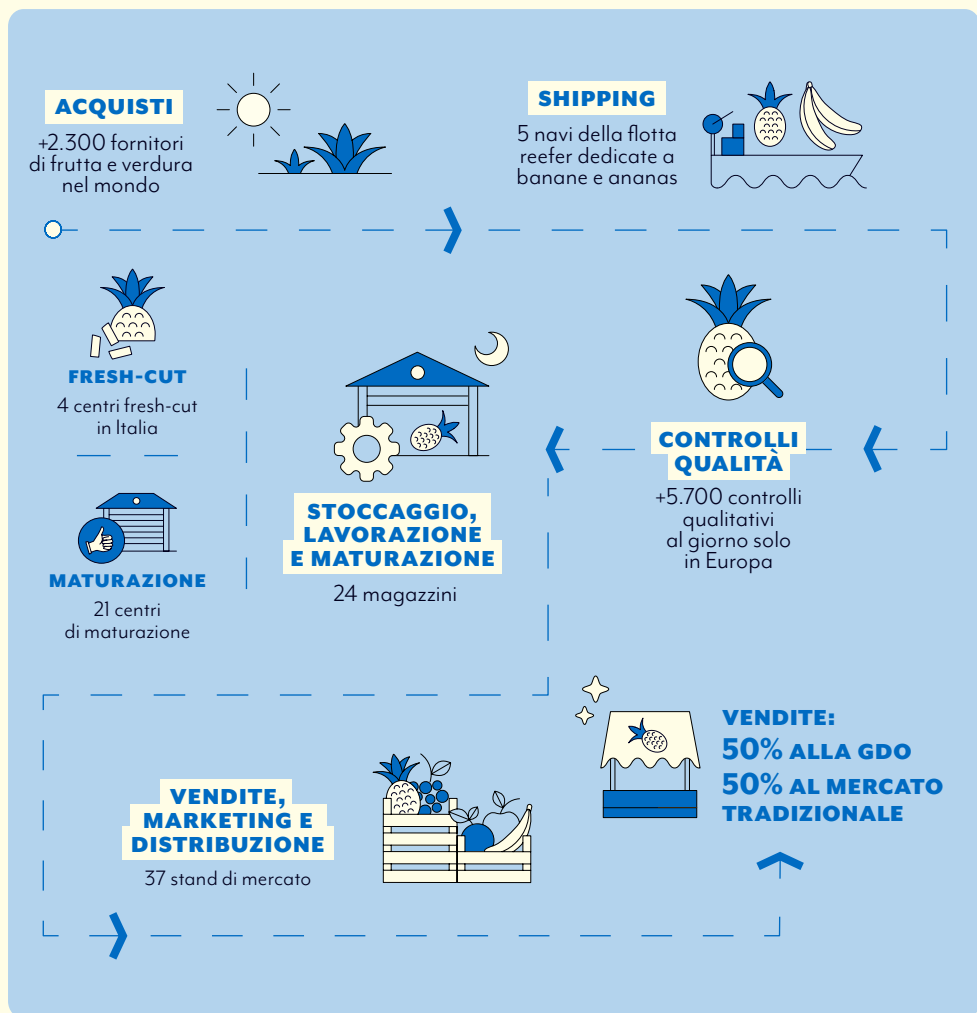 ACQUISTI
+2.300 fornitori
di frutta e verdura
nel mondo
SHIPPING
5 navi della flotta
reefer dedicate a
banane e ananas
FRESH-CUT
4 centri fresh-cut
in Italia
MATURAZIONE
21 centri
di maturazione
STOCCAGGIO,
LAVORAZIONE
E MATURAZIONE
24 magazzini
CONTROLLI
QUALITÀ
+5.700 controlli
qualitativi
al giorno solo
in Europa
VENDITE,
MARKETING E
DISTRIBUZIONE
37 stand di mercato
VENDITE:
50% ALLA GDO
50% AL MERCATO
TRADIZIONALE